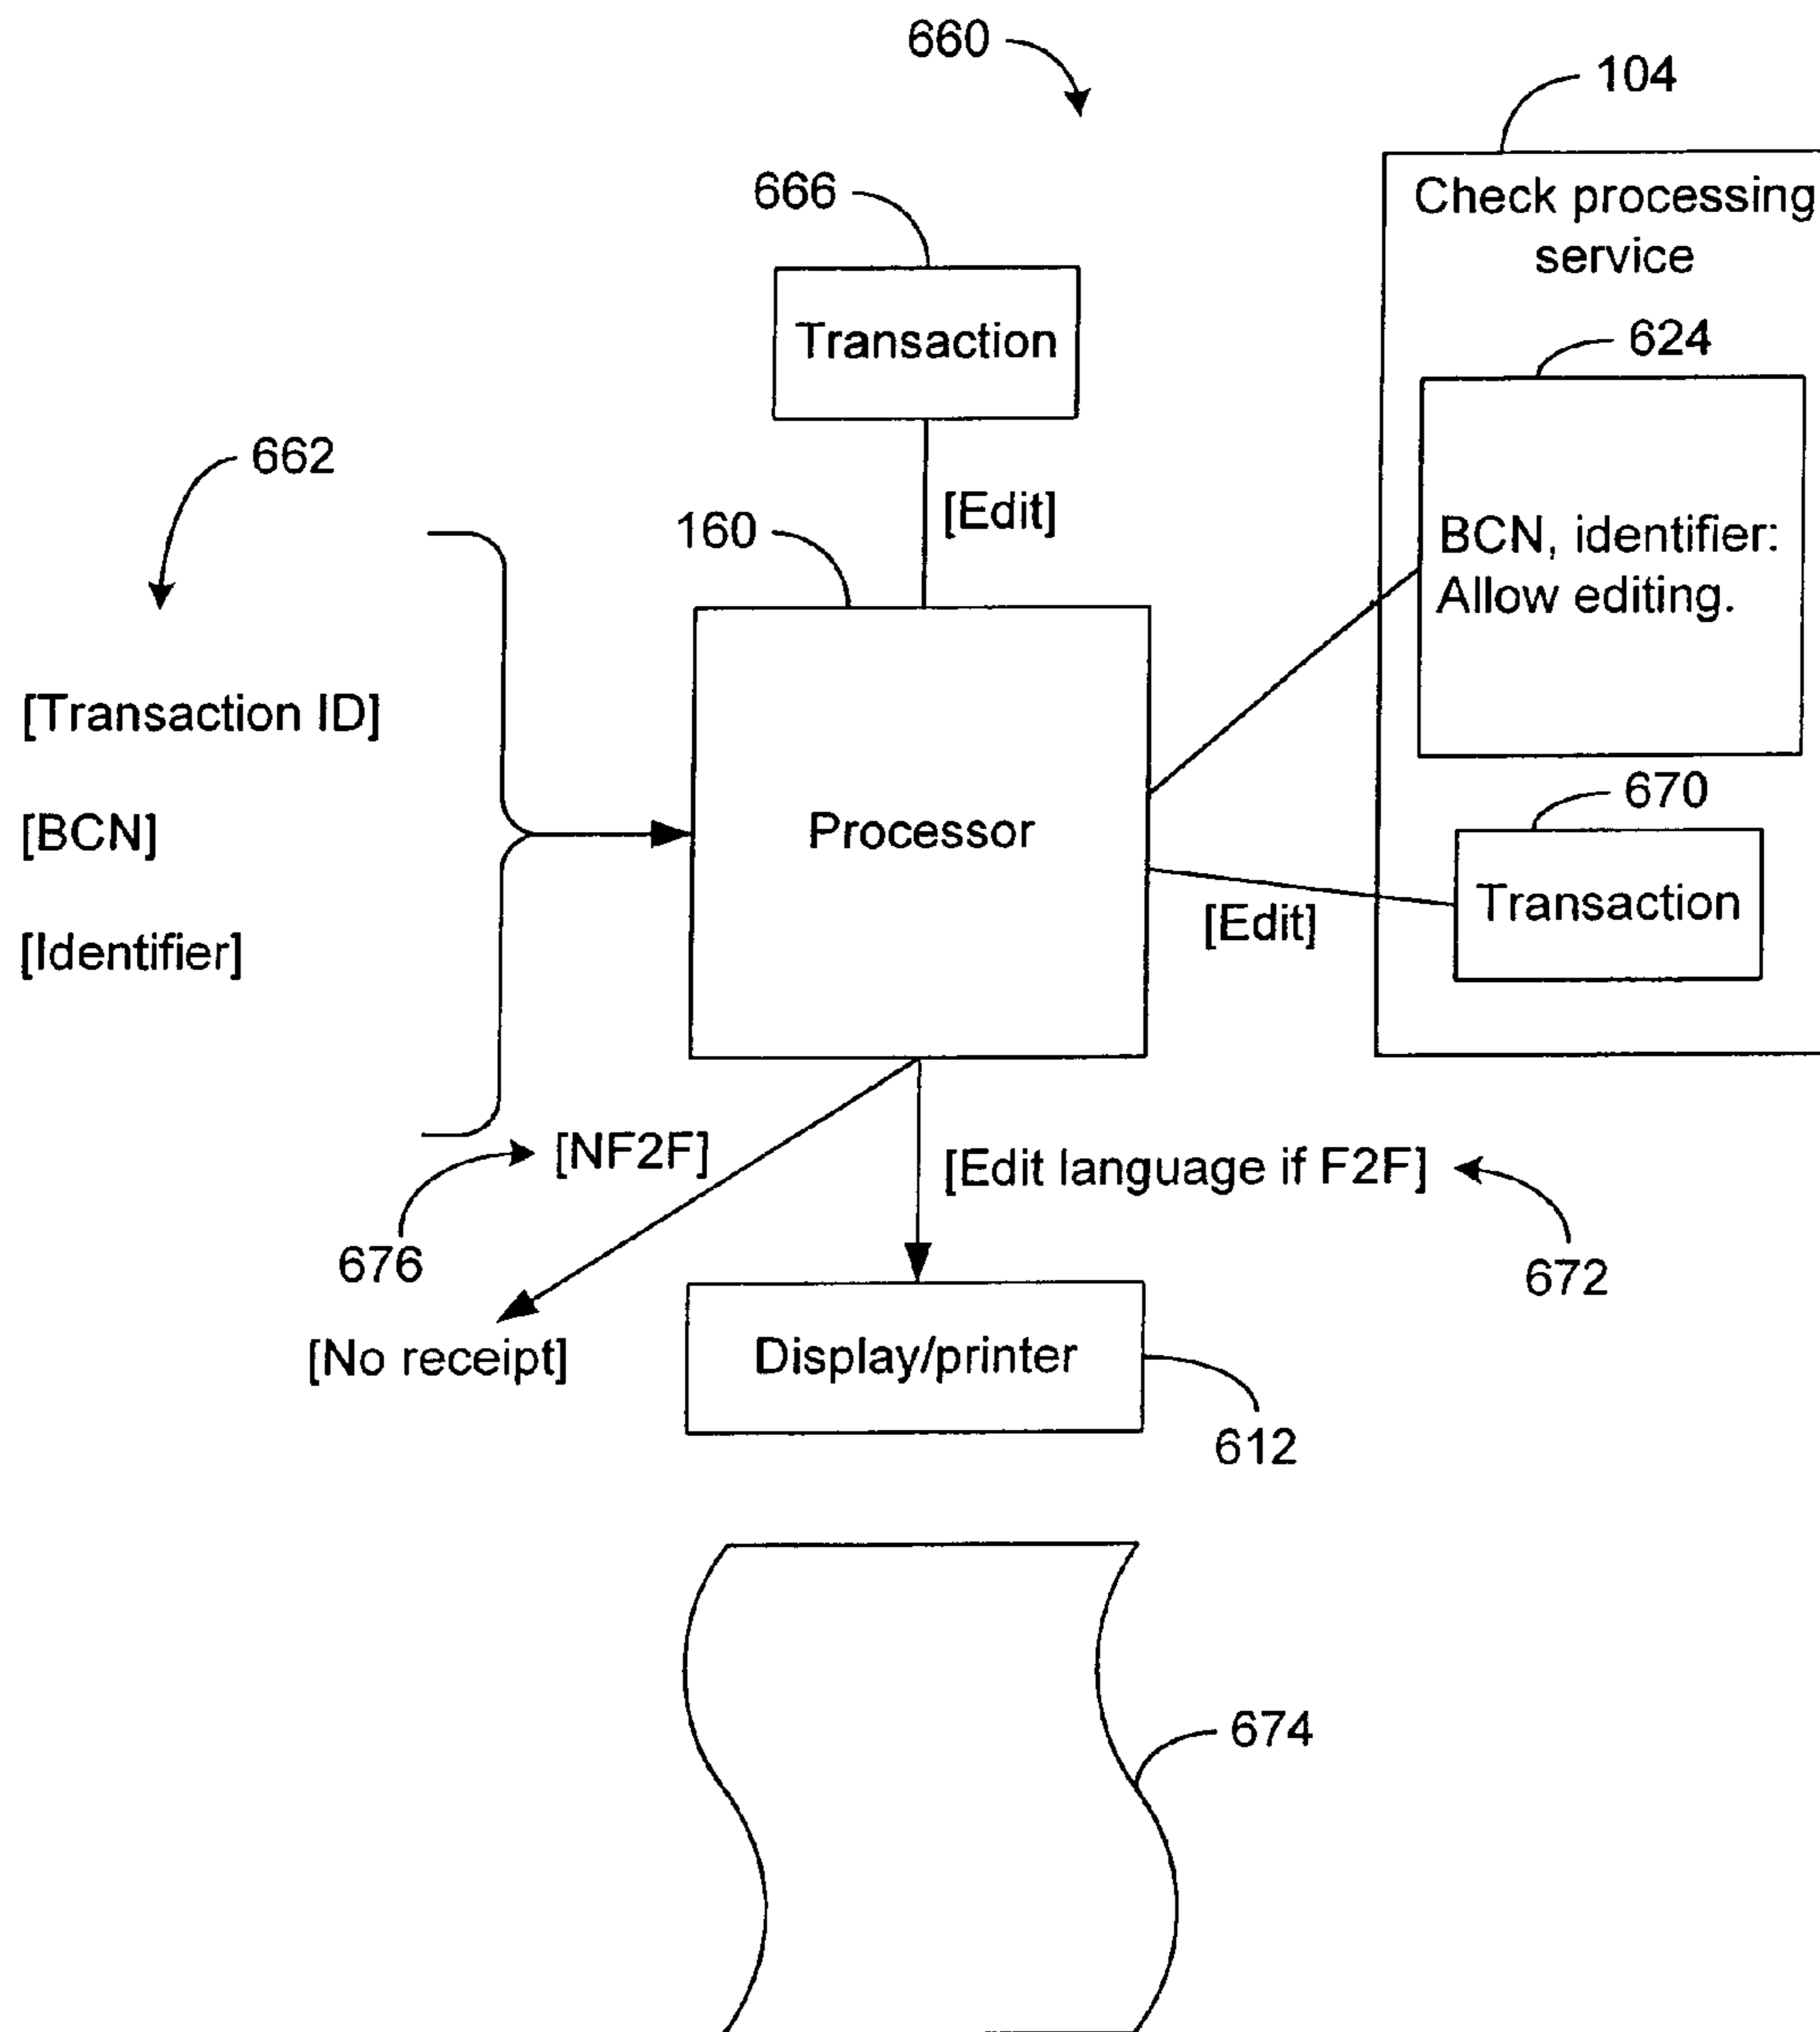 660
104
Check processing
service
666
Transaction
624
662
160
[Edit]
BCN, identifier:
Allow editing.
[Transaction ID]
670
[BCN]
Processor
Transaction
[Edit]
[Identifier]
[NF2F]
[Edit language if F2F]
676
672
[No receipt]
Display/printer
612
674